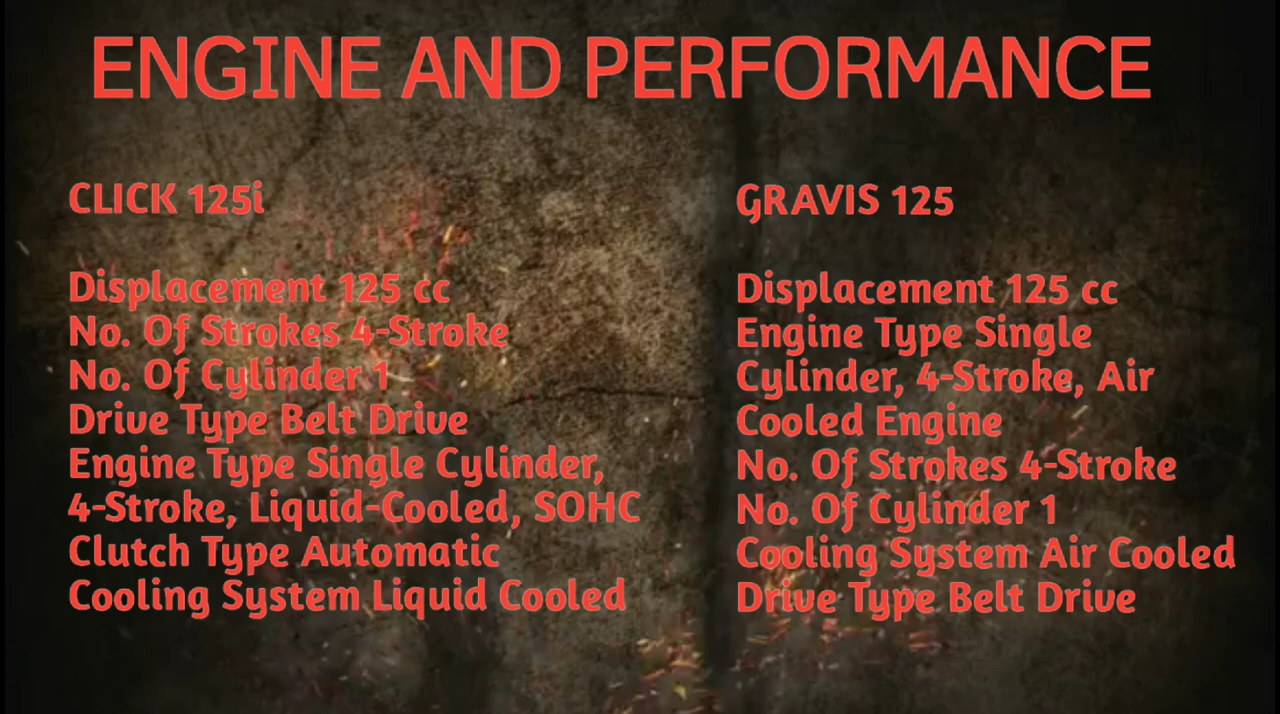 ENGINE AND PERFORMANCE
CLICK 125i
Displacement 125 cc
No. Of Strokes 4-Stroke
No. Of Cylinder 1
Drive Type Belt Drive
Engine Type Single Cylinder,
4-Stroke, Liquid-Cooled, SOHC
Clutch Type Automatic
Cooling System Liquid Cooled
GRAVIS 125
Displacement 125 cc
Engine Type Single
Cylinder, 4-Stroke, Air
Cooled Engine
No. Of Strokes 4-Stroke
No. Of Cylinder 1
Cooling System Air Cooled
Drive Type Belt Drive